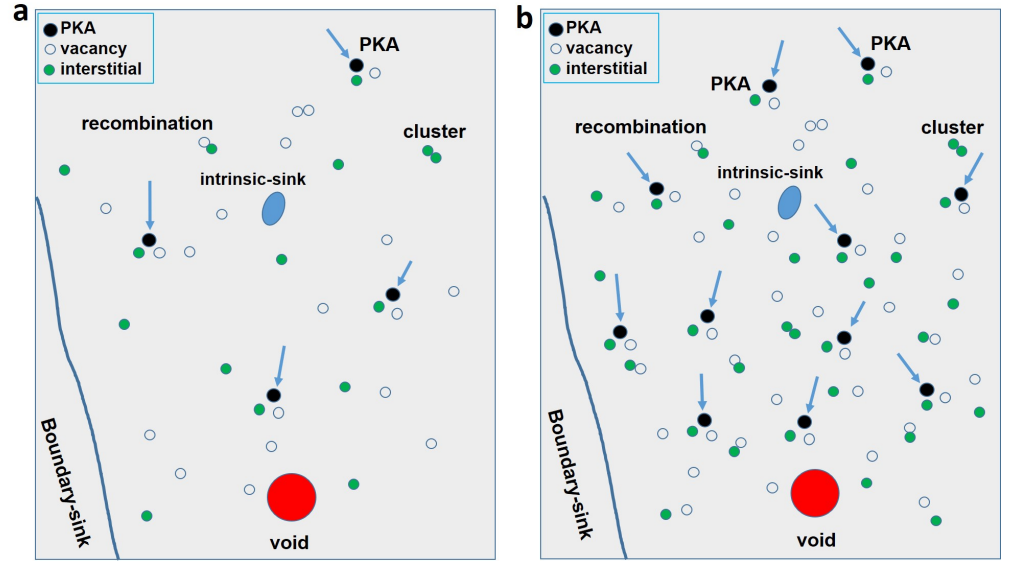 a
PKA
vacancy
interstitial
PKA
recombination
cluster
intrinsic-sink
Boundary-sink
void
b
PKA
vacancy
interstitial
PKA
PKA
recombination
cluster
intrinsic-sink
Boundary-sink
void